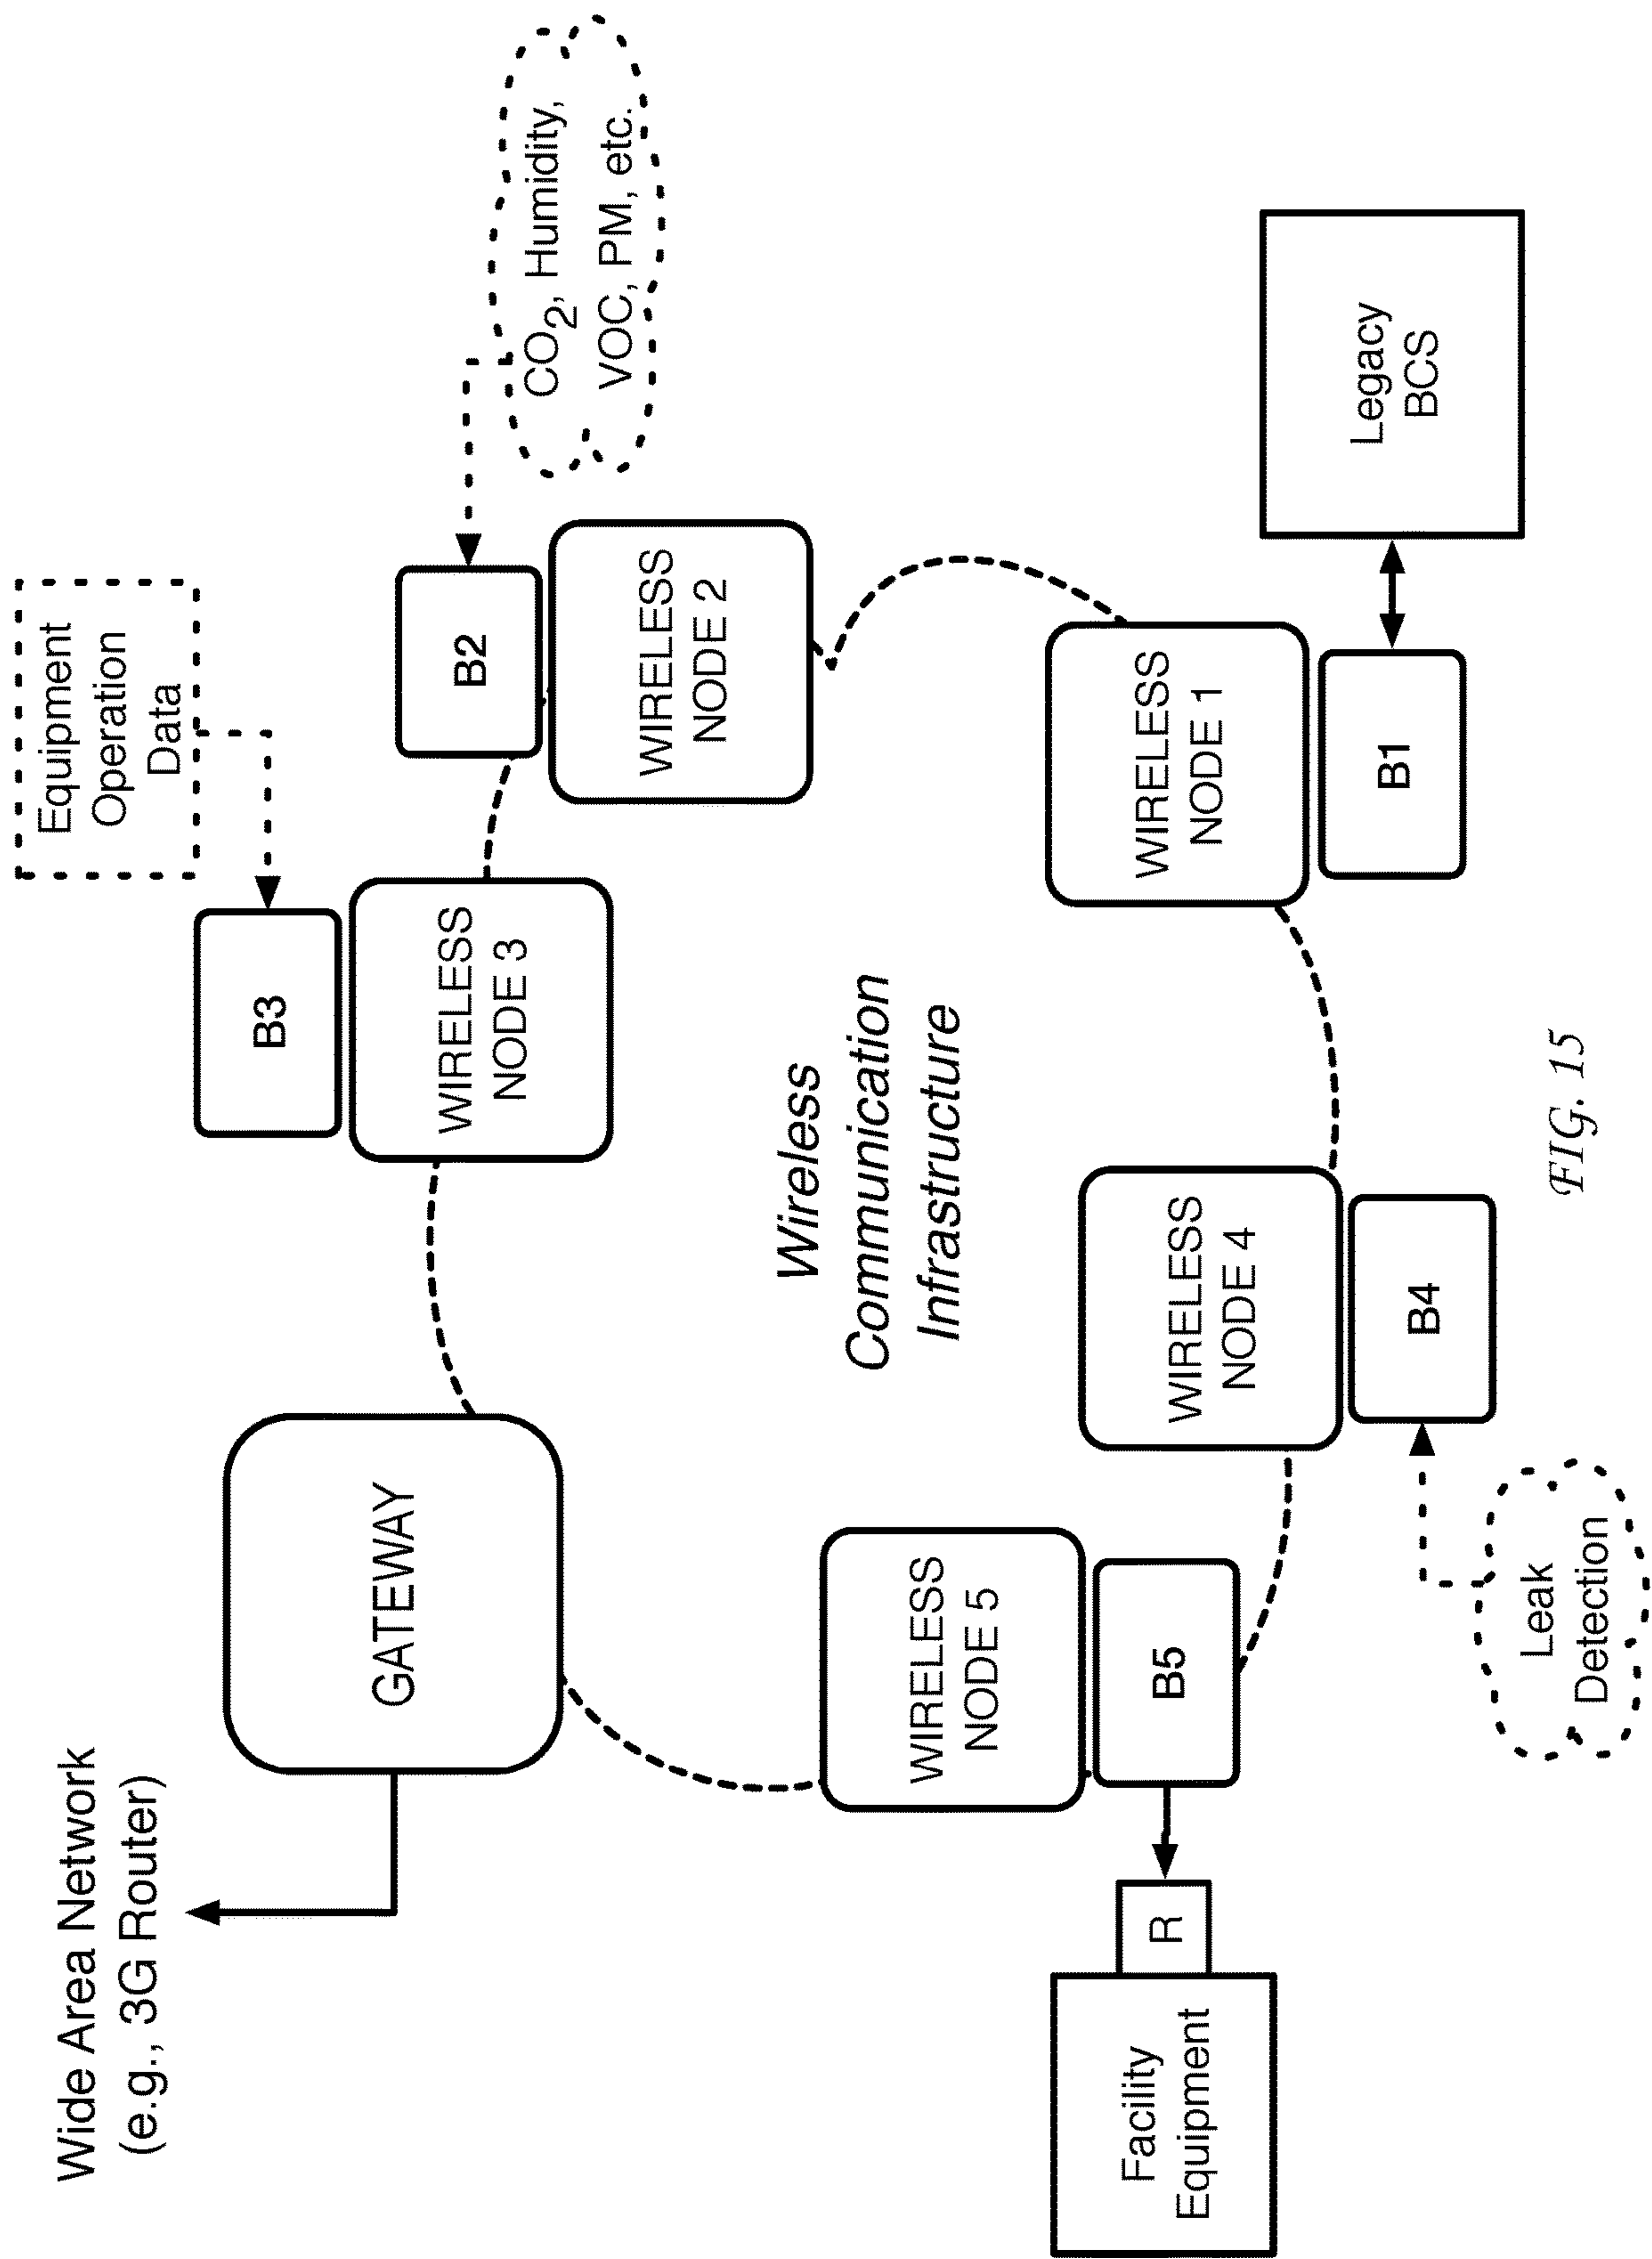 Wide Area Network
(e.g., 3G Router)
GATEWAY
B3
Equipment
Operation
Data
WIRELESS
NODE 3
B2
CO2, Humidity,
VOC, PM, etc.
WIRELESS
NODE 2
Wireless
Communication
Infrastructure
WIRELESS
NODE 5
B5
R
Facility
Equipment
WIRELESS
NODE 4
B4
Leak
Detection
WIRELESS
NODE 1
B1
Legacy
BCS
FIG. 15